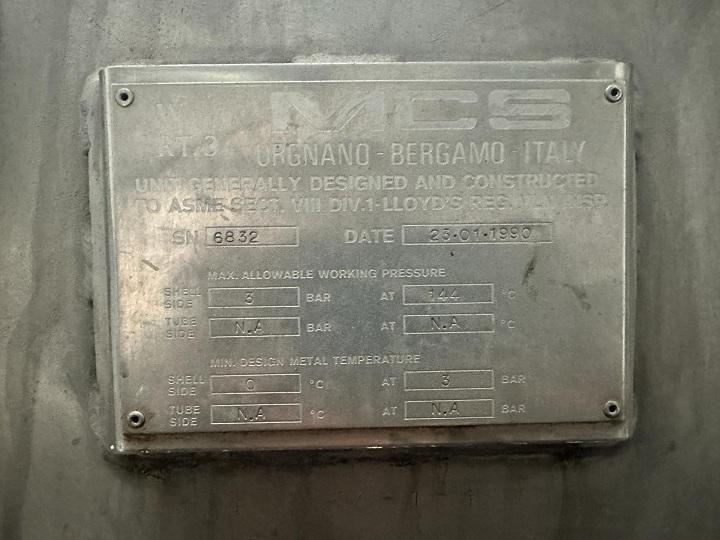 W MCS
RT.3 URGNANO - BERGAMO - ITALY
UNIT GENERALLY DESIGNED AND CONSTRUCTED
TO ASME SECT. VIII DIV.1-LLOYD'S REG.
SN 6832 DATE 23·01·1990
MAX. ALLOWABLE WORKING PRESSURE
SHELL SIDE 3 BAR AT 144 °C
TUBE SIDE N.A BAR AT N.A °C
MIN. DESIGN METAL TEMPERATURE
SHELL SIDE 0 °C AT 3 BAR
TUBE SIDE N.A °C AT N.A BAR